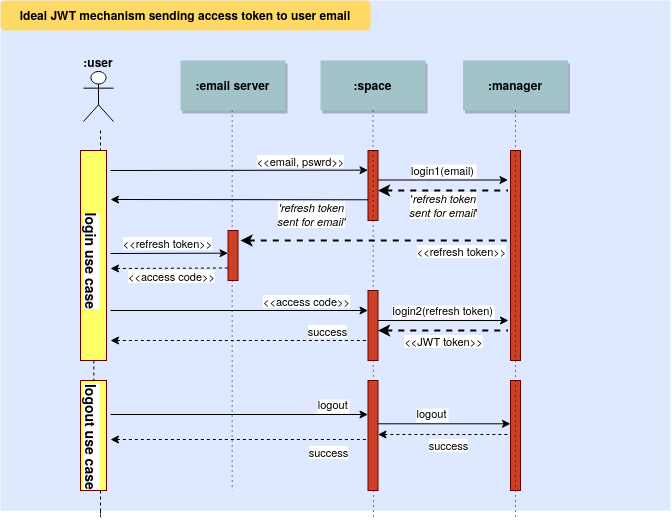 Ideal JWT mechanism sending access token to user email
:user
:email server
:space
:manager
<<email, pswrd>>
login1(email)
'refresh token
sent for email'
'refresh token
sent for email'
<<refresh token>>
<<refresh token>>
<<access code>>
login use case
<<access code>>
login2(refresh token)
success
<<JWT token>>
logout use case
logout
logout
success
success